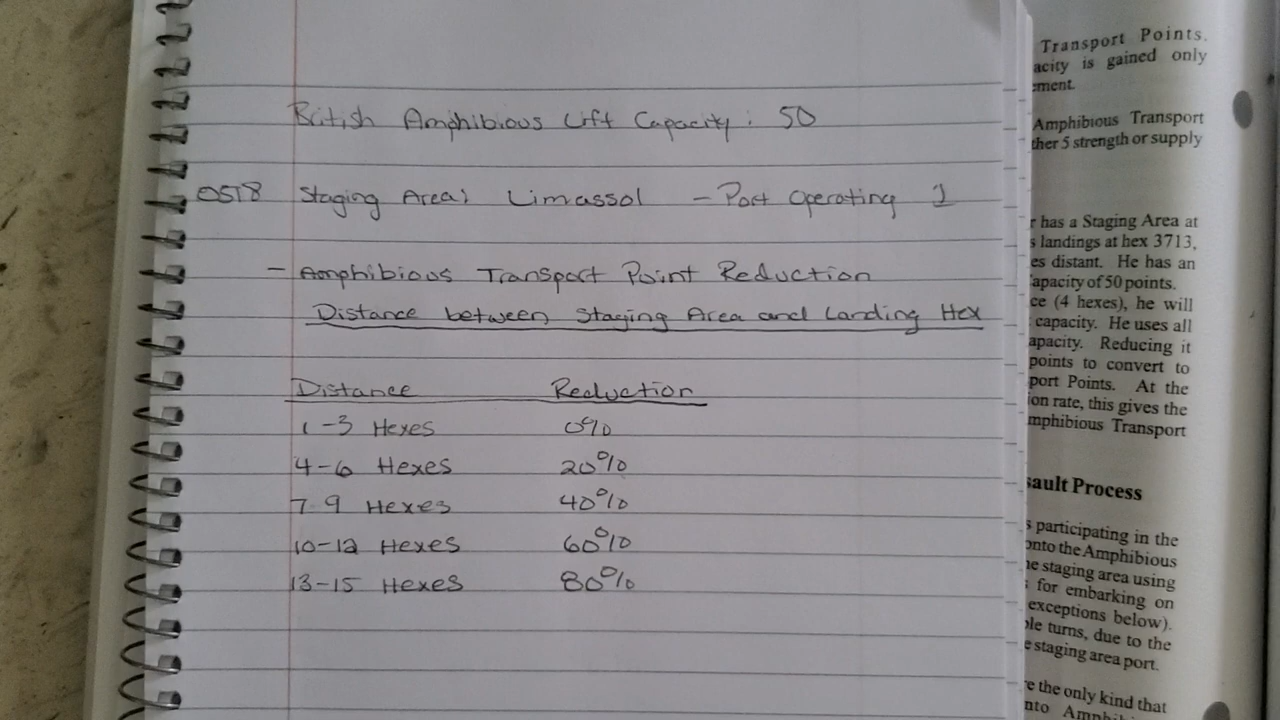 British Amphibious Lift Capacity: 50
0518 Staging Area: Limassol - Port Operating 1
- Amphibious Transport Point Reduction
Distance between Staging Area and Landing Hex
Distance Reduction
1-3 Hexes 0%
4-6 Hexes 20%
7-9 Hexes 40%
10-12 Hexes 60%
13-15 Hexes 80%
Transport Points.
acity is gained only
ement.
Amphibious Transport
ther 5 strength or supply
r has a Staging Area at
s landings at hex 3713,
es distant. He has an
apacity of 50 points.
ce (4 hexes), he will
capacity. He uses all
apacity. Reducing it
points to convert to
port Points. At the
ion rate, this gives the
mphibious Transport
sault Process
s participating in the
onto the Amphibious
he staging area using
for embarking on
exceptions below).
ple turns, due to the
e staging area port.
re the only kind that
nto Amphib